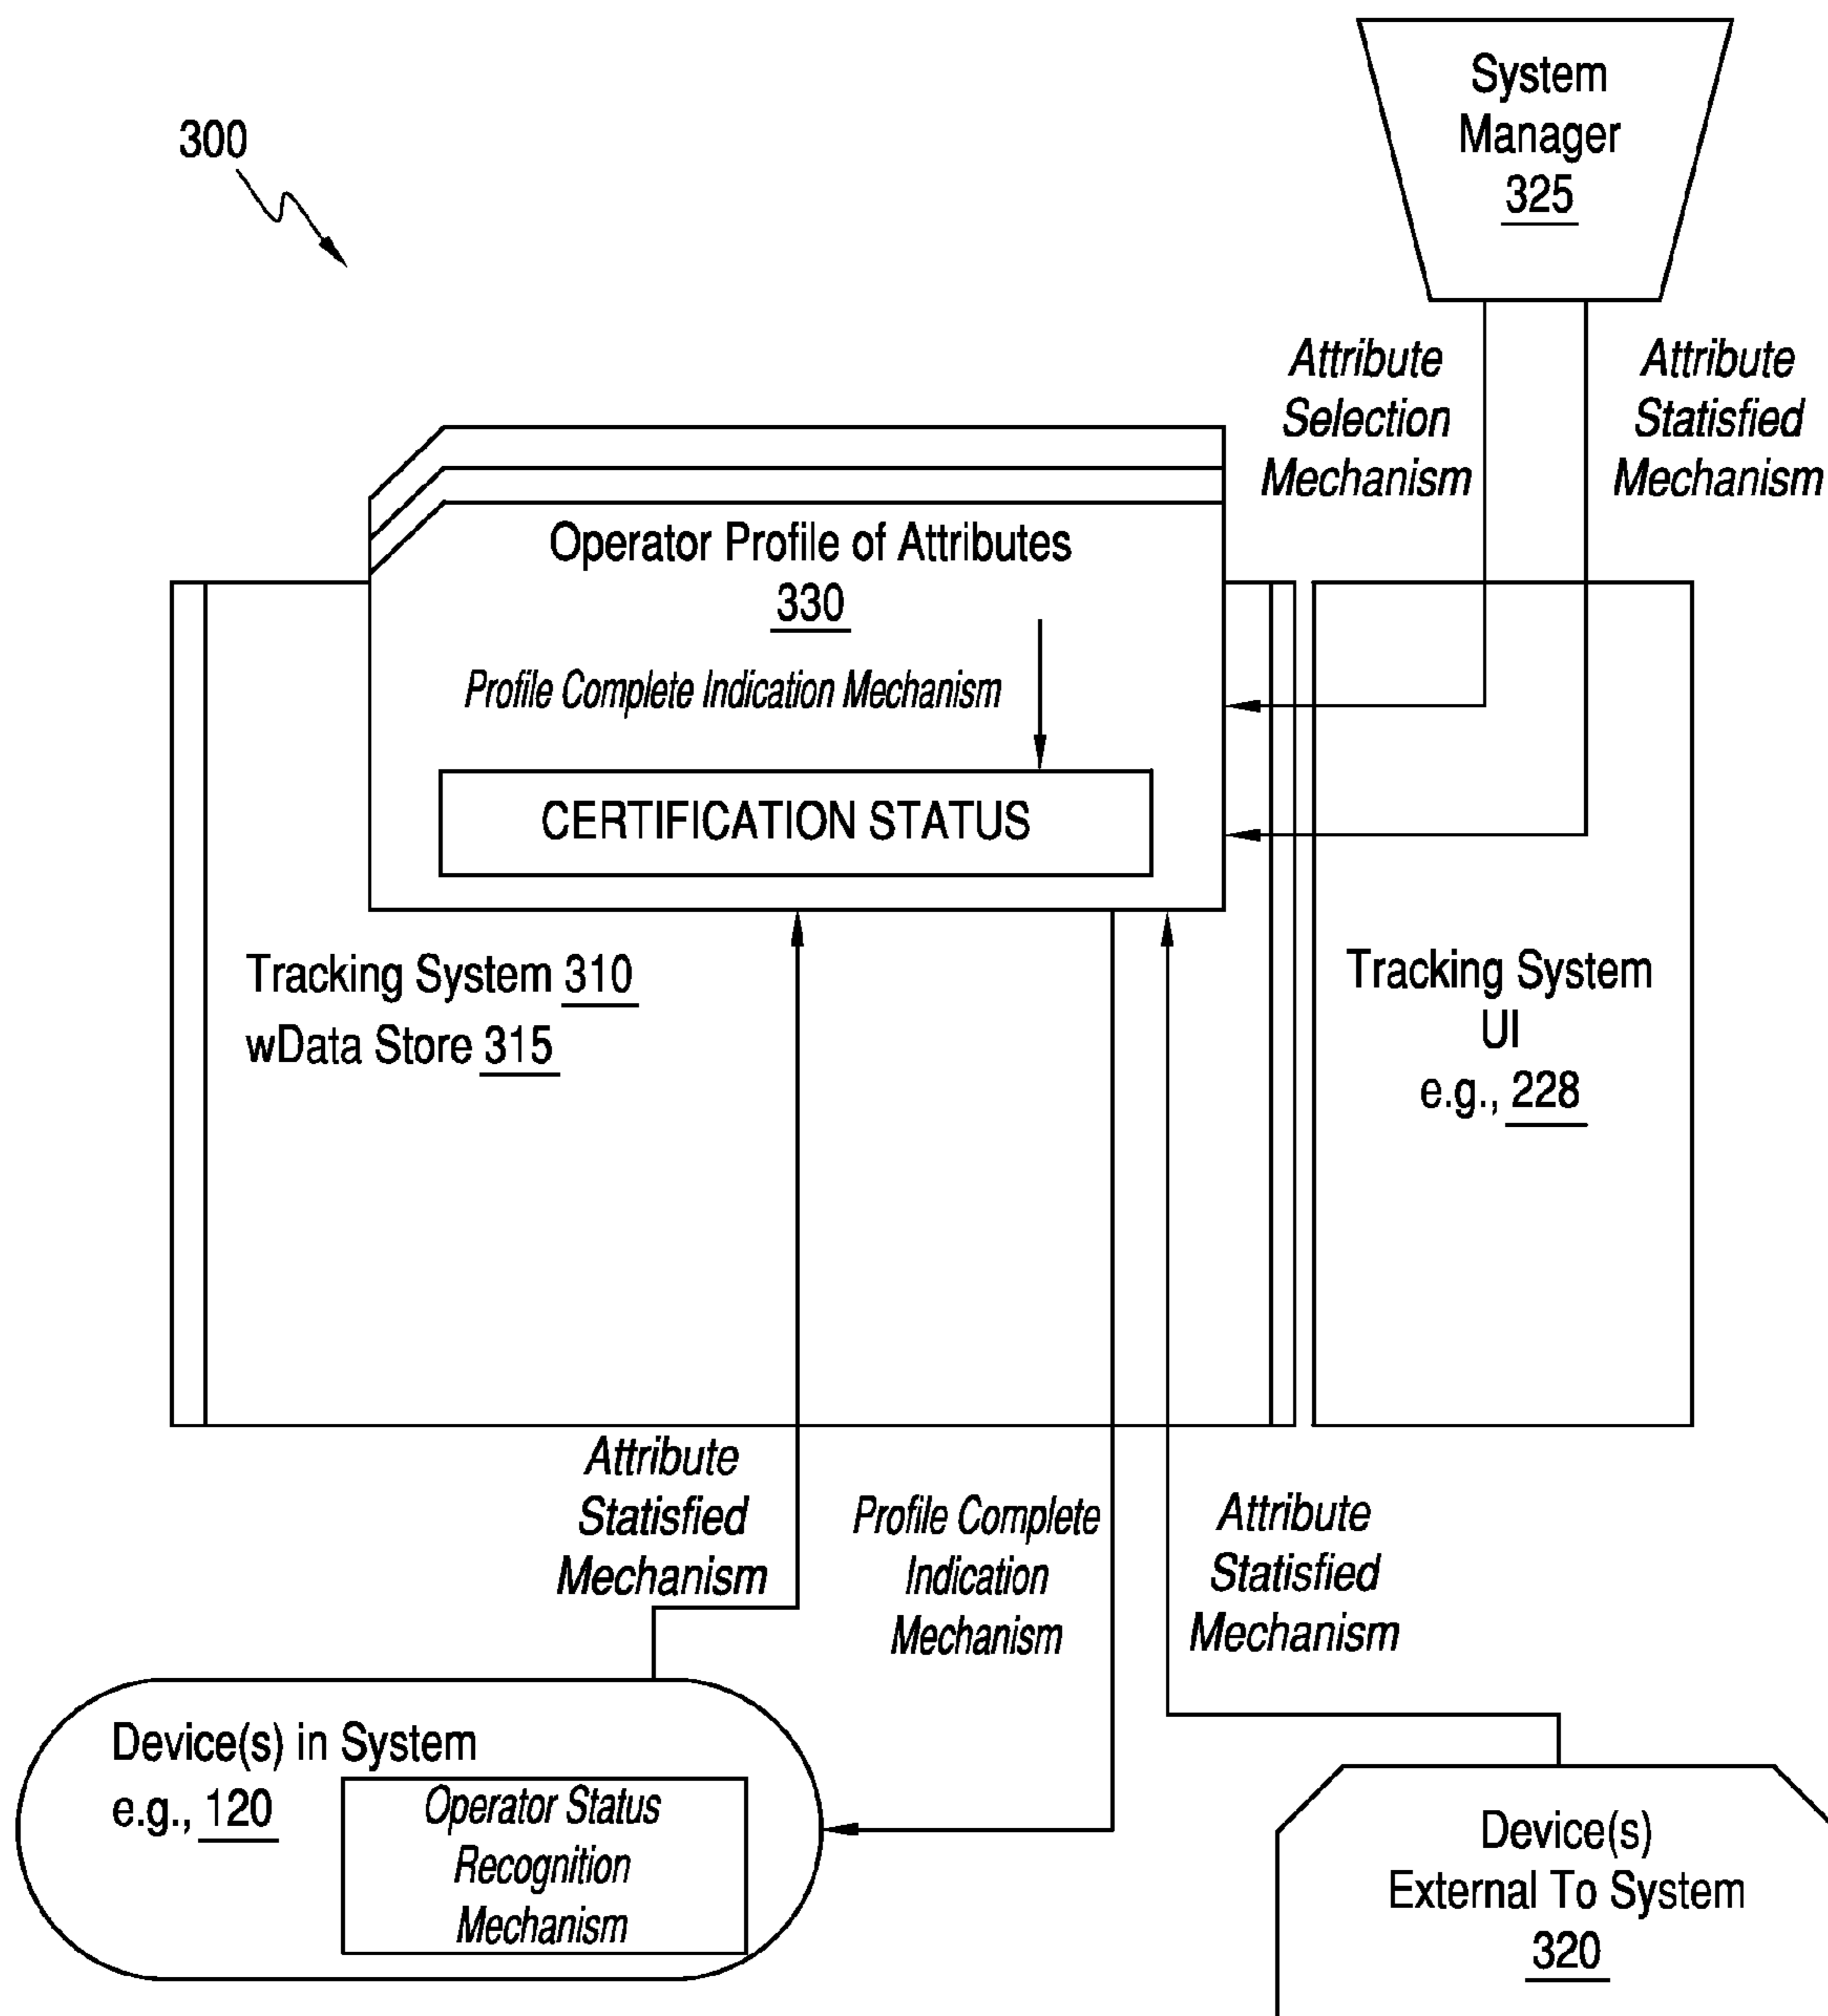 300
System
Manager
325
Attribute
Selection
Mechanism
Attribute
Statisfied
Mechanism
Operator Profile of Attributes
330
Profile Complete Indication Mechanism
CERTIFICATION STATUS
Tracking System 310
wData Store 315
Tracking System
UI
e.g., 228
Attribute
Statisfied
Mechanism
Profile Complete
Indication
Mechanism
Attribute
Statisfied
Mechanism
Device(s) in System
e.g., 120
Operator Status
Recognition
Mechanism
Device(s)
External To System
320